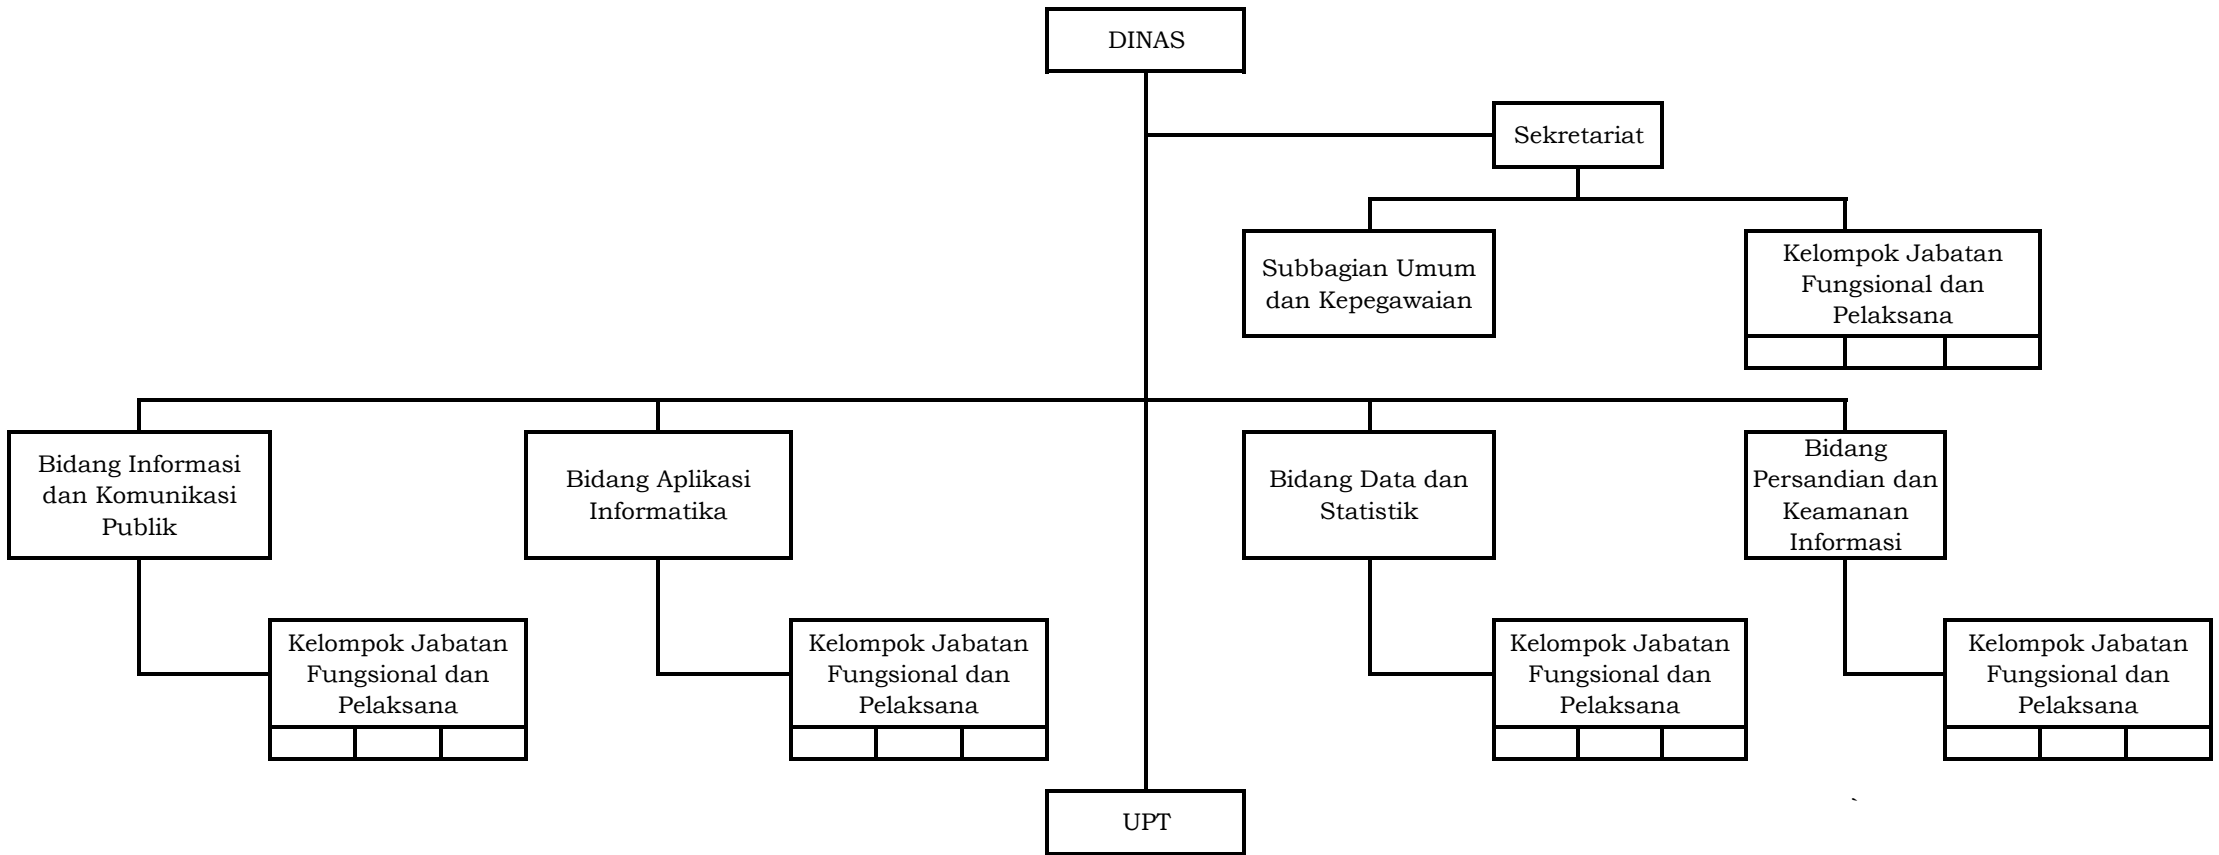 DINAS
Sekretariat
Subbagian Umum
dan Kepegawaian
Kelompok Jabatan
Fungsional dan
Pelaksana
Bidang Informasi
dan Komunikasi
Publik
Bidang Aplikasi
Informatika
Bidang Data dan
Statistik
Bidang
Persandian dan
Keamanan
Informasi
Kelompok Jabatan
Fungsional dan
Pelaksana
Kelompok Jabatan
Fungsional dan
Pelaksana
Kelompok Jabatan
Fungsional dan
Pelaksana
Kelompok Jabatan
Fungsional dan
Pelaksana
`
UPT